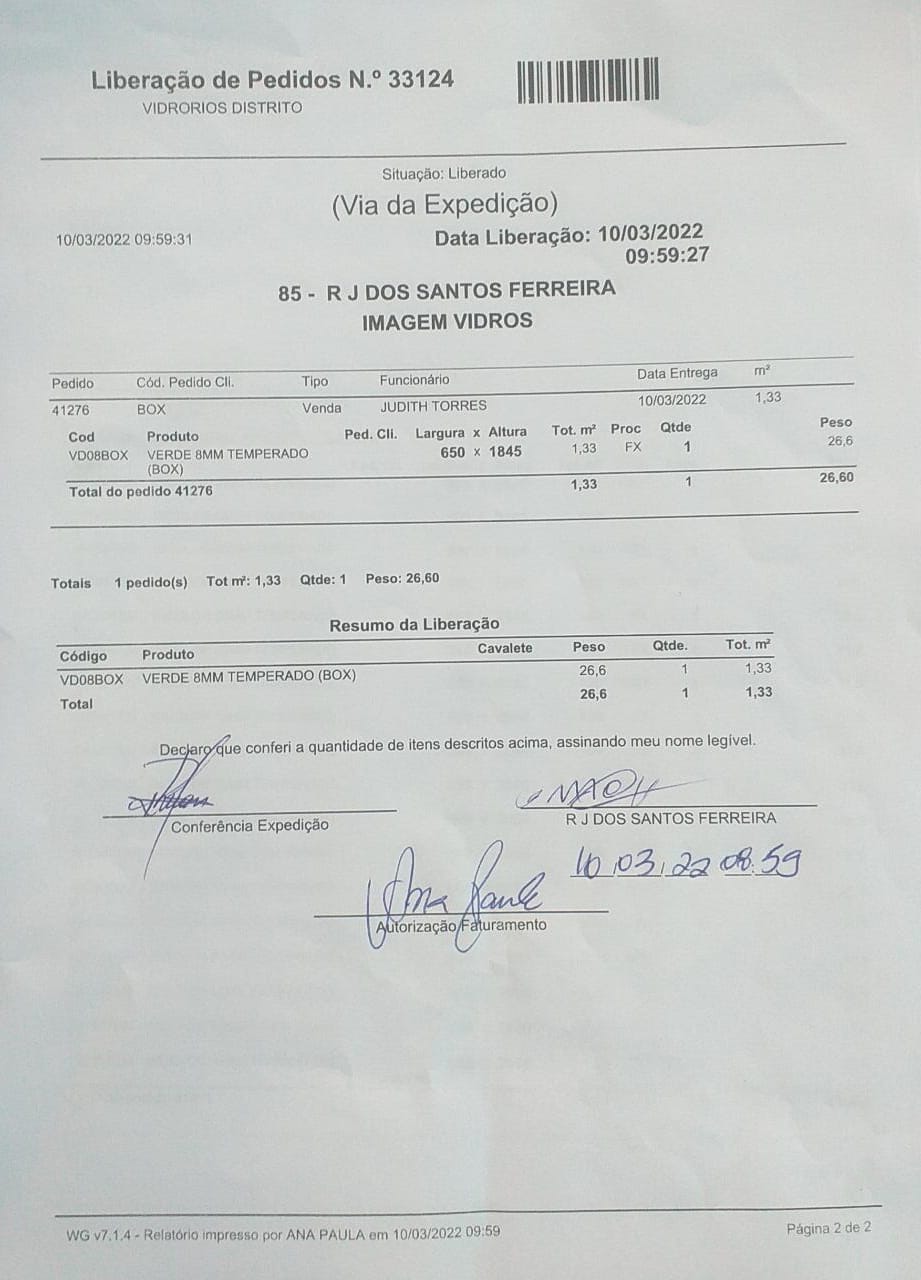 Liberação de Pedidos N.º 33124
VIDRORIOS DISTRITO
Situação: Liberado
(Via da Expedição)
10/03/2022 09:59:31 Data Liberação: 10/03/2022
09:59:27
85 - R J DOS SANTOS FERREIRA
IMAGEM VIDROS
Pedido Cód. Pedido Cli. Tipo Funcionário Data Entrega m²
41276 BOX Venda JUDITH TORRES 10/03/2022 1,33
Cod Produto Ped. Cli. Largura x Altura Tot. m² Proc Qtde Peso
VD08BOX VERDE 8MM TEMPERADO 650 x 1845 1,33 FX 1 26,6
(BOX)
Total do pedido 41276 1,33 1 26,60
Totais 1 pedido(s) Tot m²: 1,33 Qtde: 1 Peso: 26,60
Resumo da Liberação
Código Produto Cavalete Peso Qtde. Tot. m²
VD08BOX VERDE 8MM TEMPERADO (BOX) 26,6 1 1,33
Total 26,6 1 1,33
Declaro que conferi a quantidade de itens descritos acima, assinando meu nome legível.
Conferência Expedição R J DOS SANTOS FERREIRA
10,03,22 08:59
Ana Paula
Autorização Faturamento
WG v7.1.4 - Relatório impresso por ANA PAULA em 10/03/2022 09:59 Página 2 de 2